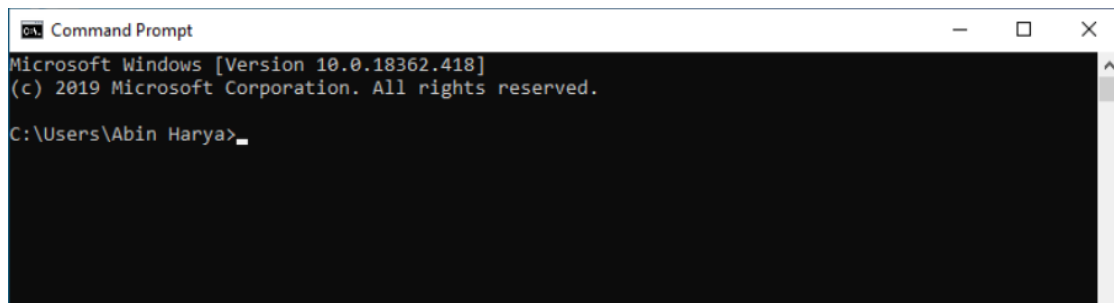 Command Prompt
Microsoft Windows [Version 10.0.18362.418]
(c) 2019 Microsoft Corporation. All rights reserved.
C:\Users\Abin Harya>